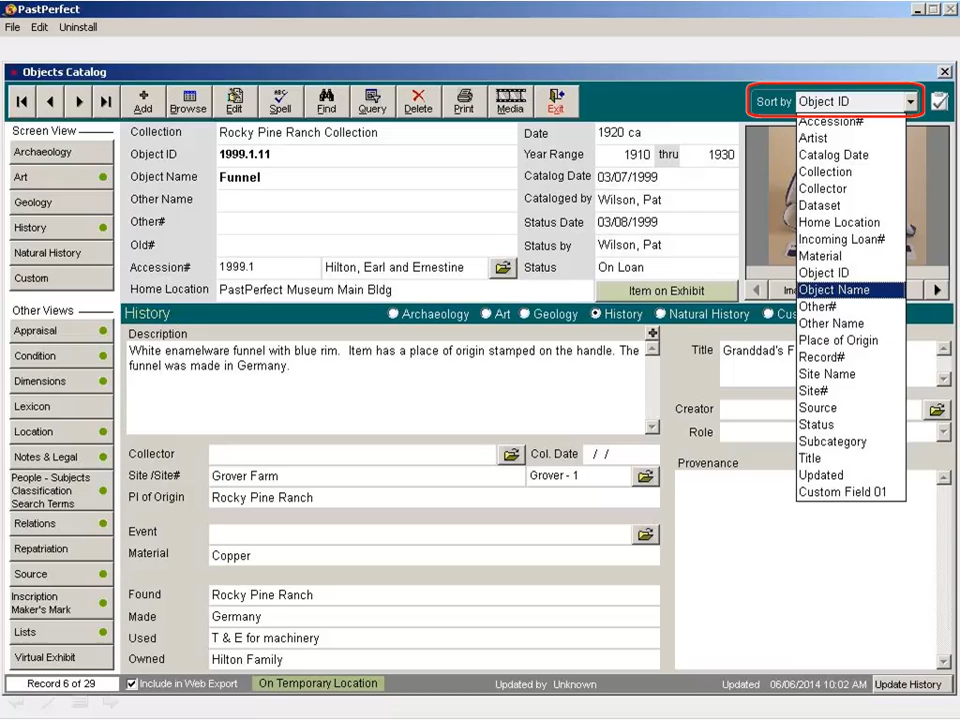 PastPerfect
File Edit Uninstall
Objects Catalog
Add
Browse
Edit
Spell
Find
Query
Delete
Print
Media
Exit
Sort by Object ID
Accession#
Artist
Catalog Date
Collection
Collector
Dataset
Home Location
Incoming Loan#
Material
Object ID
Object Name
Other#
Other Name
Place of Origin
Record#
Site Name
Site#
Source
Status
Subcategory
Title
Updated
Custom Field 01
Screen View
Archaeology
Art
Geology
History
Natural History
Custom
Other Views
Appraisal
Condition
Dimensions
Lexicon
Location
Notes & Legal
People - Subjects
Classification
Search Terms
Relations
Repatriation
Source
Inscription
Maker's Mark
Lists
Virtual Exhibit
Collection Rocky Pine Ranch Collection
Object ID 1999.1.11
Object Name Funnel
Other Name
Other#
Old#
Accession# 1999.1 Hilton, Earl and Ernestine
Home Location PastPerfect Museum Main Bldg
Date 1920 ca
Year Range 1910 thru 1930
Catalog Date 03/07/1999
Cataloged by Wilson, Pat
Status Date 03/08/1999
Status by Wilson, Pat
Status On Loan
Item on Exhibit
History Archaeology Art Geology History Natural History
Description
White enamelware funnel with blue rim. Item has a place of origin stamped on the handle. The
funnel was made in Germany.
Title Granddad's F
Creator
Role
Provenance
Collector Col. Date / /
Site /Site# Grover Farm Grover - 1
Pl of Origin Rocky Pine Ranch
Event
Material Copper
Found Rocky Pine Ranch
Made Germany
Used T & E for machinery
Owned Hilton Family
Record 6 of 29 Include in Web Export On Temporary Location Updated by Unknown Updated 06/06/2014 10:02 AM Update History